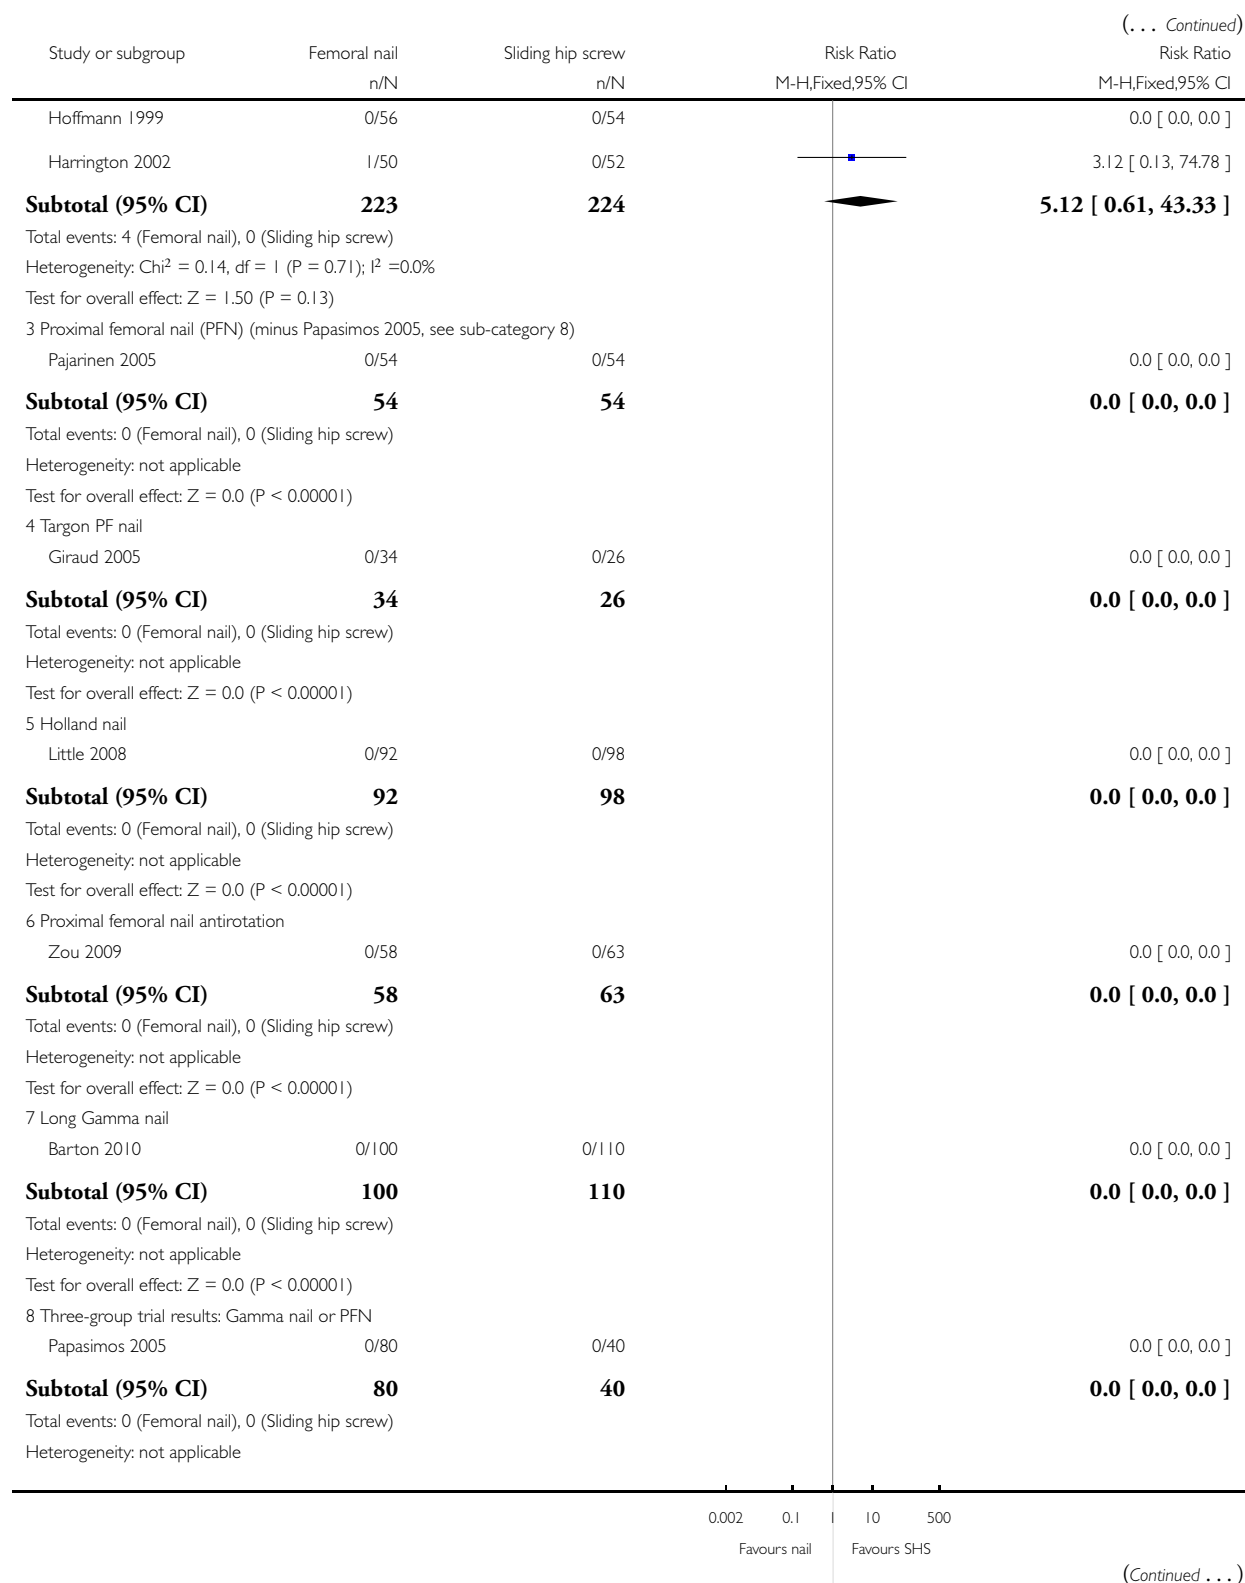 (... Continued)
Study or subgroup Femoral nail Sliding hip screw Risk Ratio Risk Ratio
n/N n/N M-H,Fixed,95% CI M-H,Fixed,95% CI
Hoffmann 1999 0/56 0/54 0.0 [ 0.0, 0.0 ]
Harrington 2002 1/50 0/52 3.12 [ 0.13, 74.78 ]
Subtotal (95% CI) 223 224 5.12 [ 0.61, 43.33 ]
Total events: 4 (Femoral nail), 0 (Sliding hip screw)
Heterogeneity: Chi² = 0.14, df = 1 (P = 0.71); I² =0.0%
Test for overall effect: Z = 1.50 (P = 0.13)
3 Proximal femoral nail (PFN) (minus Papasimos 2005, see sub-category 8)
Pajarinen 2005 0/54 0/54 0.0 [ 0.0, 0.0 ]
Subtotal (95% CI) 54 54 0.0 [ 0.0, 0.0 ]
Total events: 0 (Femoral nail), 0 (Sliding hip screw)
Heterogeneity: not applicable
Test for overall effect: Z = 0.0 (P < 0.00001)
4 Targon PF nail
Giraud 2005 0/34 0/26 0.0 [ 0.0, 0.0 ]
Subtotal (95% CI) 34 26 0.0 [ 0.0, 0.0 ]
Total events: 0 (Femoral nail), 0 (Sliding hip screw)
Heterogeneity: not applicable
Test for overall effect: Z = 0.0 (P < 0.00001)
5 Holland nail
Little 2008 0/92 0/98 0.0 [ 0.0, 0.0 ]
Subtotal (95% CI) 92 98 0.0 [ 0.0, 0.0 ]
Total events: 0 (Femoral nail), 0 (Sliding hip screw)
Heterogeneity: not applicable
Test for overall effect: Z = 0.0 (P < 0.00001)
6 Proximal femoral nail antirotation
Zou 2009 0/58 0/63 0.0 [ 0.0, 0.0 ]
Subtotal (95% CI) 58 63 0.0 [ 0.0, 0.0 ]
Total events: 0 (Femoral nail), 0 (Sliding hip screw)
Heterogeneity: not applicable
Test for overall effect: Z = 0.0 (P < 0.00001)
7 Long Gamma nail
Barton 2010 0/100 0/110 0.0 [ 0.0, 0.0 ]
Subtotal (95% CI) 100 110 0.0 [ 0.0, 0.0 ]
Total events: 0 (Femoral nail), 0 (Sliding hip screw)
Heterogeneity: not applicable
Test for overall effect: Z = 0.0 (P < 0.00001)
8 Three-group trial results: Gamma nail or PFN
Papasimos 2005 0/80 0/40 0.0 [ 0.0, 0.0 ]
Subtotal (95% CI) 80 40 0.0 [ 0.0, 0.0 ]
Total events: 0 (Femoral nail), 0 (Sliding hip screw)
Heterogeneity: not applicable
0.002 0.1 1 10 500
Favours nail Favours SHS
(Continued ...)